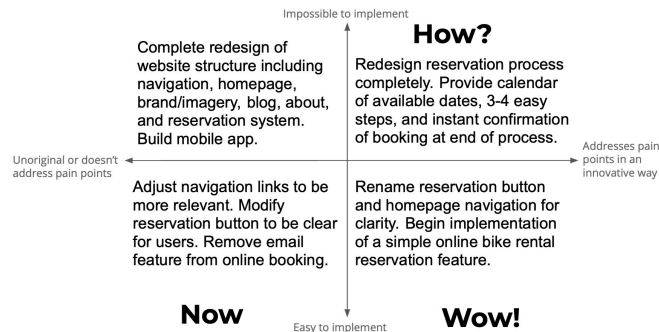 Impossible to implement
How?
Complete redesign of
website structure including
navigation, homepage,
brand/imagery, blog, about,
and reservation system.
Build mobile app.
Redesign reservation process
completely. Provide calendar
of available dates, 3-4 easy
steps, and instant confirmation
of booking at end of process.
Unoriginal or doesn't
address pain points
Addresses pain
points in an
innovative way
Adjust navigation links to be
more relevant. Modify
reservation button to be clear
for users. Remove email
feature from online booking.
Rename reservation button
and homepage navigation for
clarity. Begin implementation
of a simple online bike rental
reservation feature.
Now
Wow!
Easy to implement